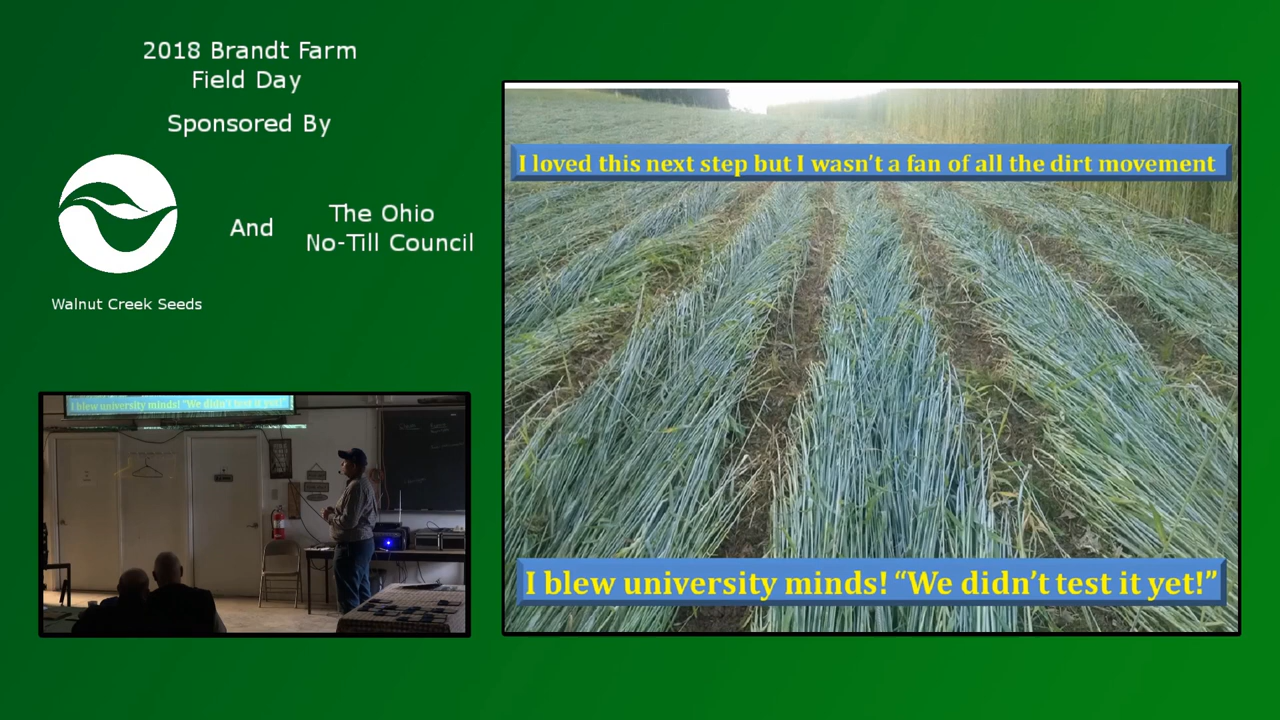 2018 Brandt Farm
Field Day
Sponsored By
And
The Ohio
No-Till Council
Walnut Creek Seeds
I loved this next step but I wasn't a fan of all the dirt movement
I blew university minds! “We didn't test it yet!”
I blew university minds! “We didn't test it yet!”